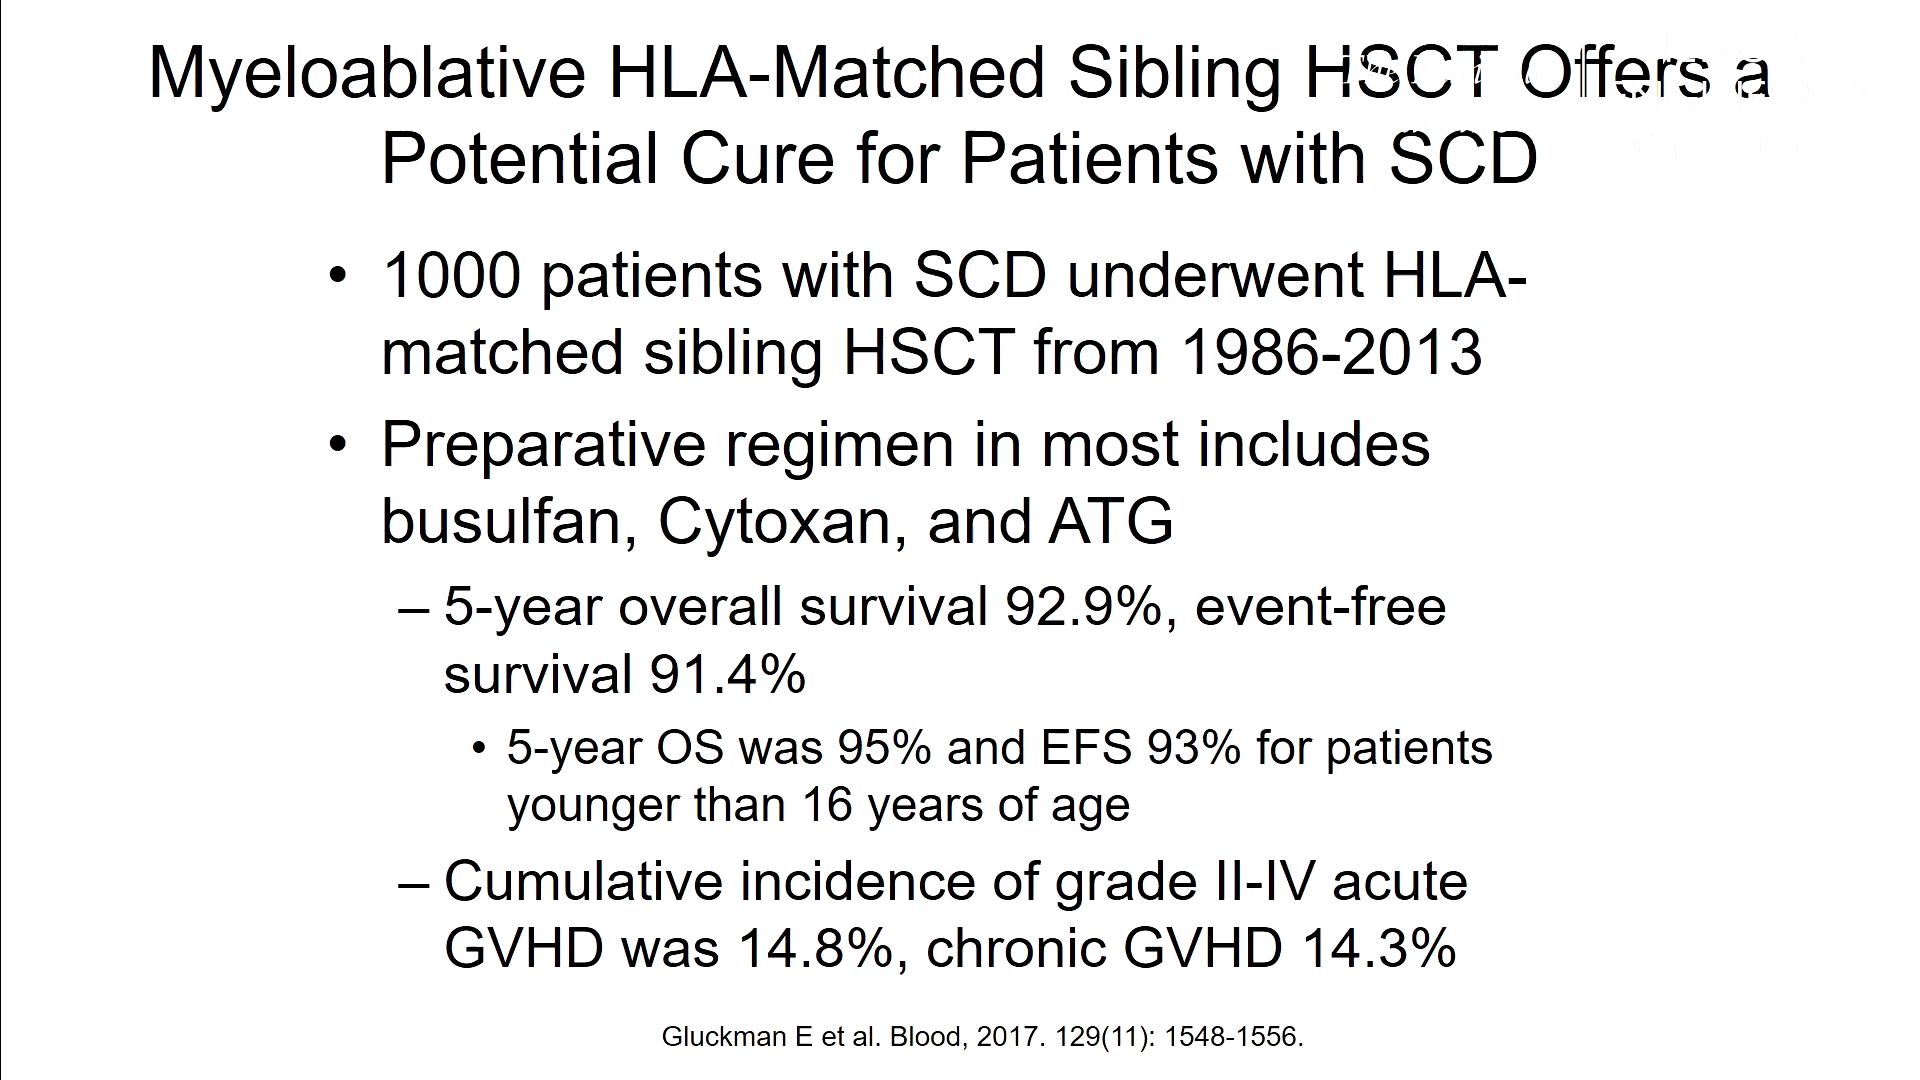 Myeloablative HLA-Matched Sibling HSCT Offers a
Potential Cure for Patients with SCD
• 1000 patients with SCD underwent HLA-
matched sibling HSCT from 1986-2013
• Preparative regimen in most includes
busulfan, Cytoxan, and ATG
– 5-year overall survival 92.9%, event-free
survival 91.4%
• 5-year OS was 95% and EFS 93% for patients
younger than 16 years of age
– Cumulative incidence of grade II-IV acute
GVHD was 14.8%, chronic GVHD 14.3%
Gluckman E et al. Blood, 2017. 129(11): 1548-1556.